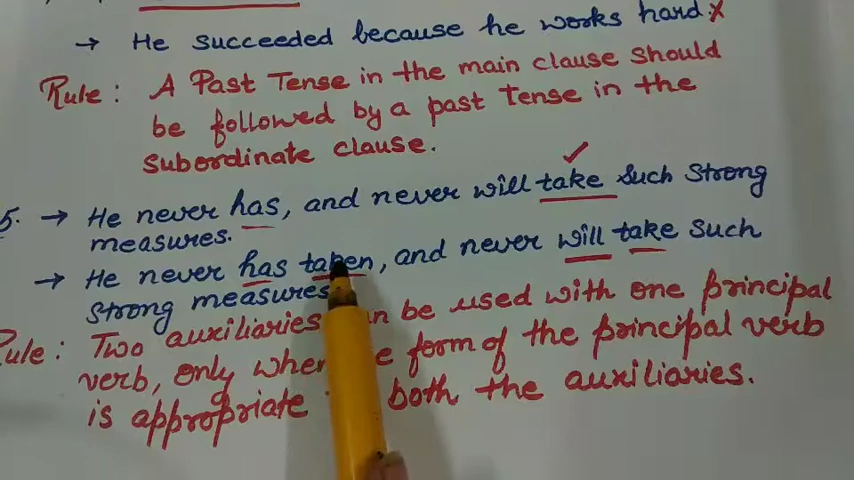 → He succeeded because he works hard. x
Rule: A Past Tense in the main clause should
be followed by a past Tense in the
subordinate clause.
5. → He never has, and never will take such strong
measures.
→ He never has taken, and never will take such
strong measures
Rule: Two auxiliaries can be used with one principal
verb, only when the form of the principal verb
is appropriate both the auxiliaries.